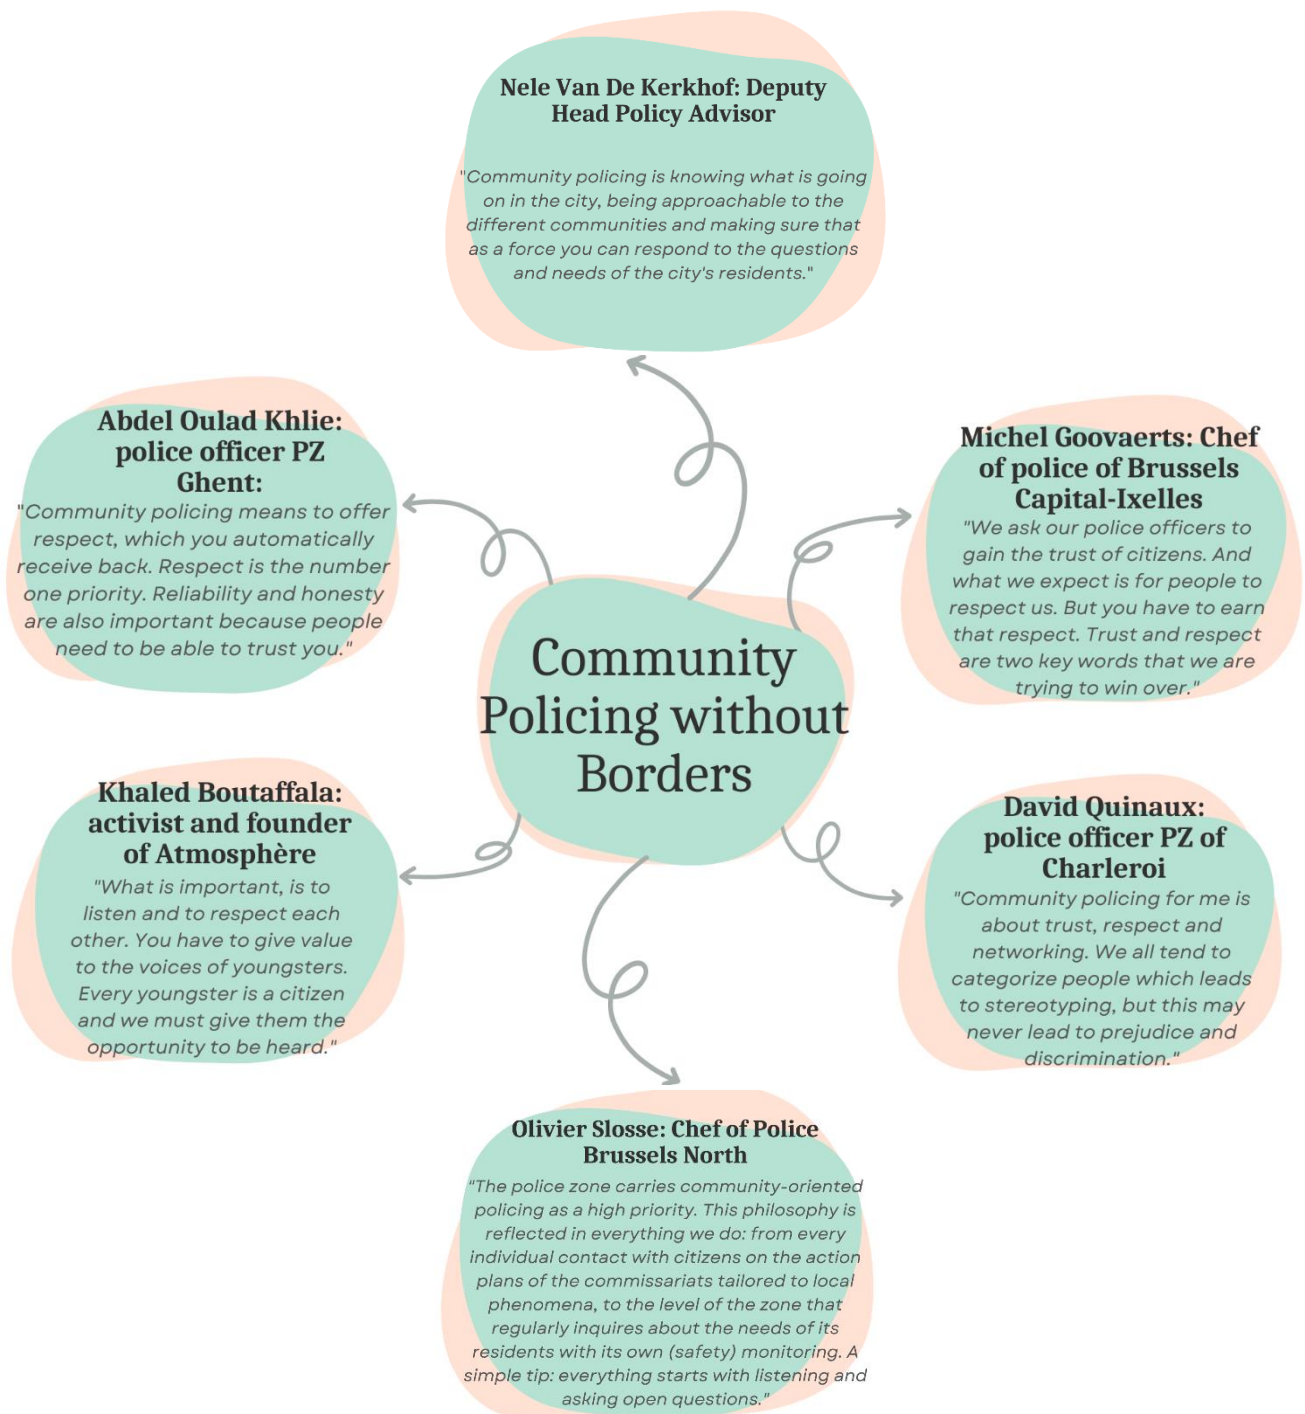 Nele Van De Kerkhof: Deputy
Head Policy Advisor
"Community policing is knowing what is going
on in the city, being approachable to the
different communities and making sure that
as a force you can respond to the questions
and needs of the city's residents."
Abdel Oulad Khlie:
police officer PZ
Ghent:
"Community policing means to offer
respect, which you automatically
receive back. Respect is the number
one priority. Reliability and honesty
are also important because people
need to be able to trust you."
Michel Goovaerts: Chef
of police of Brussels
Capital-Ixelles
"We ask our police officers to
gain the trust of citizens. And
what we expect is for people to
respect us. But you have to earn
that respect. Trust and respect
are two key words that we are
trying to win over."
Community
Policing without
Borders
Khaled Boutaffala:
activist and founder
of Atmosphère
"What is important, is to
listen and to respect each
other. You have to give value
to the voices of youngsters.
Every youngster is a citizen
and we must give them the
opportunity to be heard."
David Quinaux:
police officer PZ of
Charleroi
"Community policing for me is
about trust, respect and
networking. We all tend to
categorize people which leads
to stereotyping, but this may
never lead to prejudice and
discrimination."
Olivier Slosse: Chef of Police
Brussels North
"The police zone carries community-oriented
policing as a high priority. This philosophy is
reflected in everything we do: from every
individual contact with citizens on the action
plans of the commissariats tailored to local
phenomena, to the level of the zone that
regularly inquires about the needs of its
residents with its own (safety) monitoring. A
simple tip: everything starts with listening and
asking open questions."